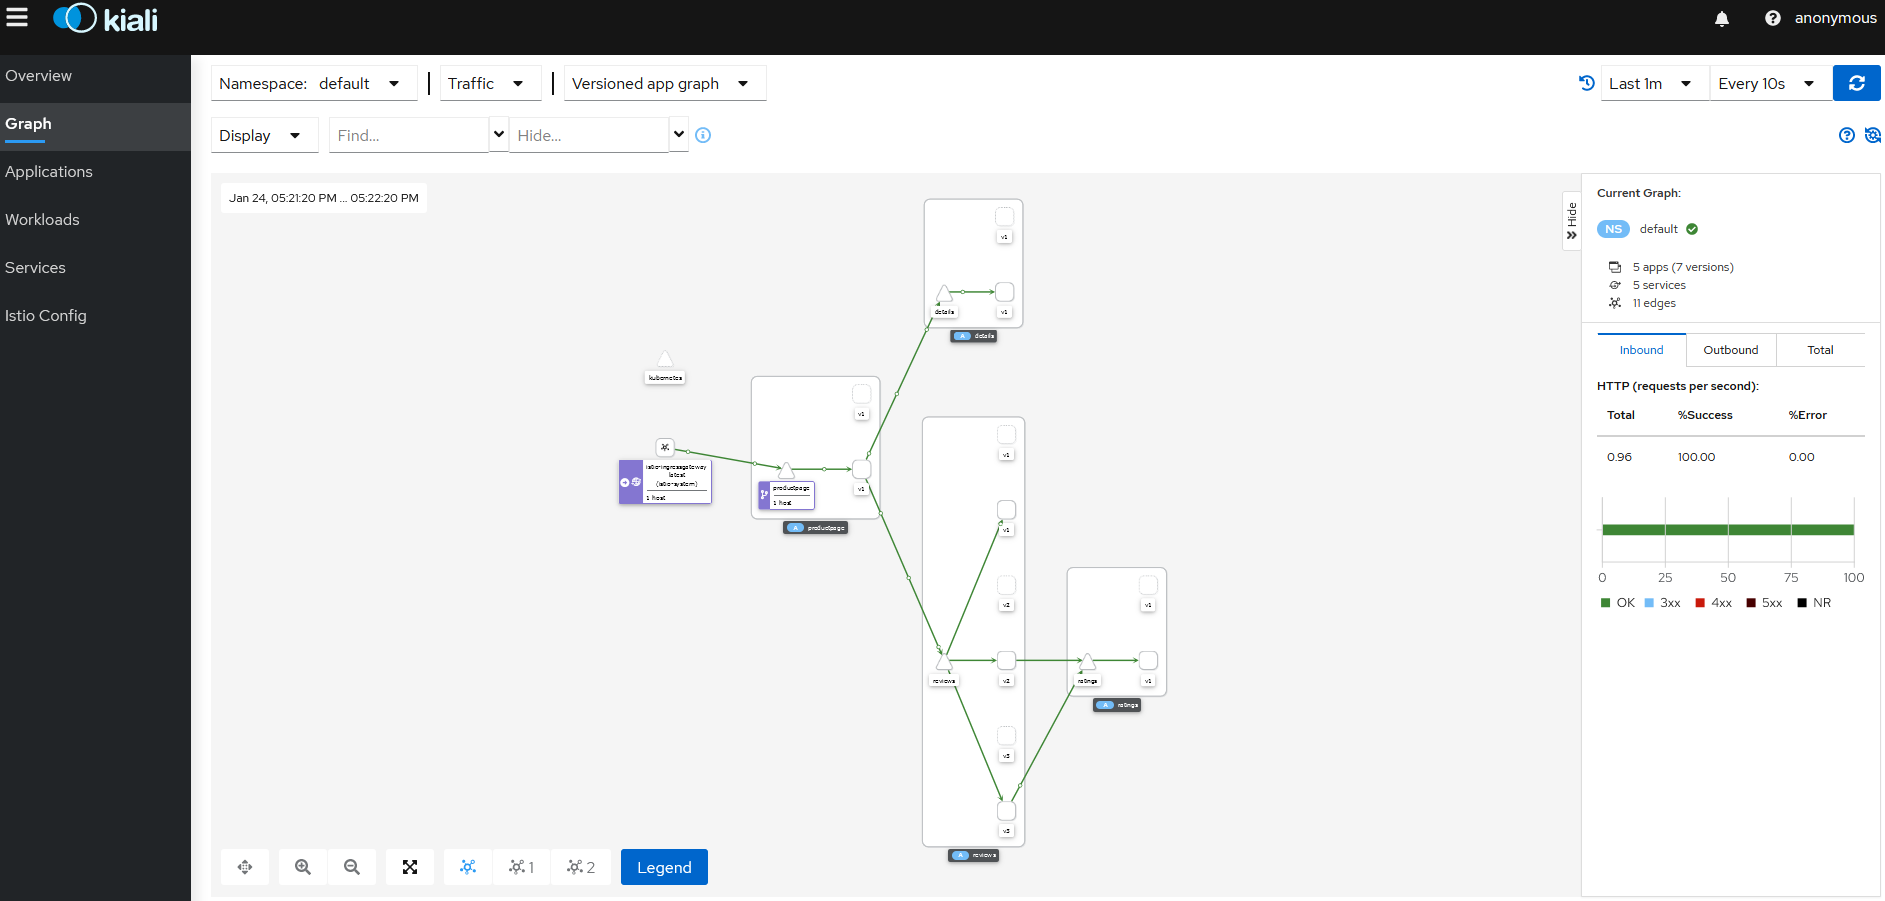 kiali
anonymous
Overview
Graph
Applications
Workloads
Services
Istio Config
Namespace: default
Traffic
Versioned app graph
Last 1m
Every 10s
Display
Find...
Hide...
Jan 24, 05:21:20 PM ... 05:22:20 PM
Hide
v1
details
v1
A details
kubernetes
v1
istio-ingressgateway
latest
(istio-system)
1 host
productpage
1 host
v1
A productpage
v1
v1
v2
reviews
v2
v3
v3
A reviews
v1
ratings
v1
A ratings
1
2
Legend
Current Graph:
NS default
5 apps (7 versions)
5 services
11 edges
Inbound
Outbound
Total
HTTP (requests per second):
Total %Success %Error
0.96 100.00 0.00
0 25 50 75 100
OK 3xx 4xx 5xx NR